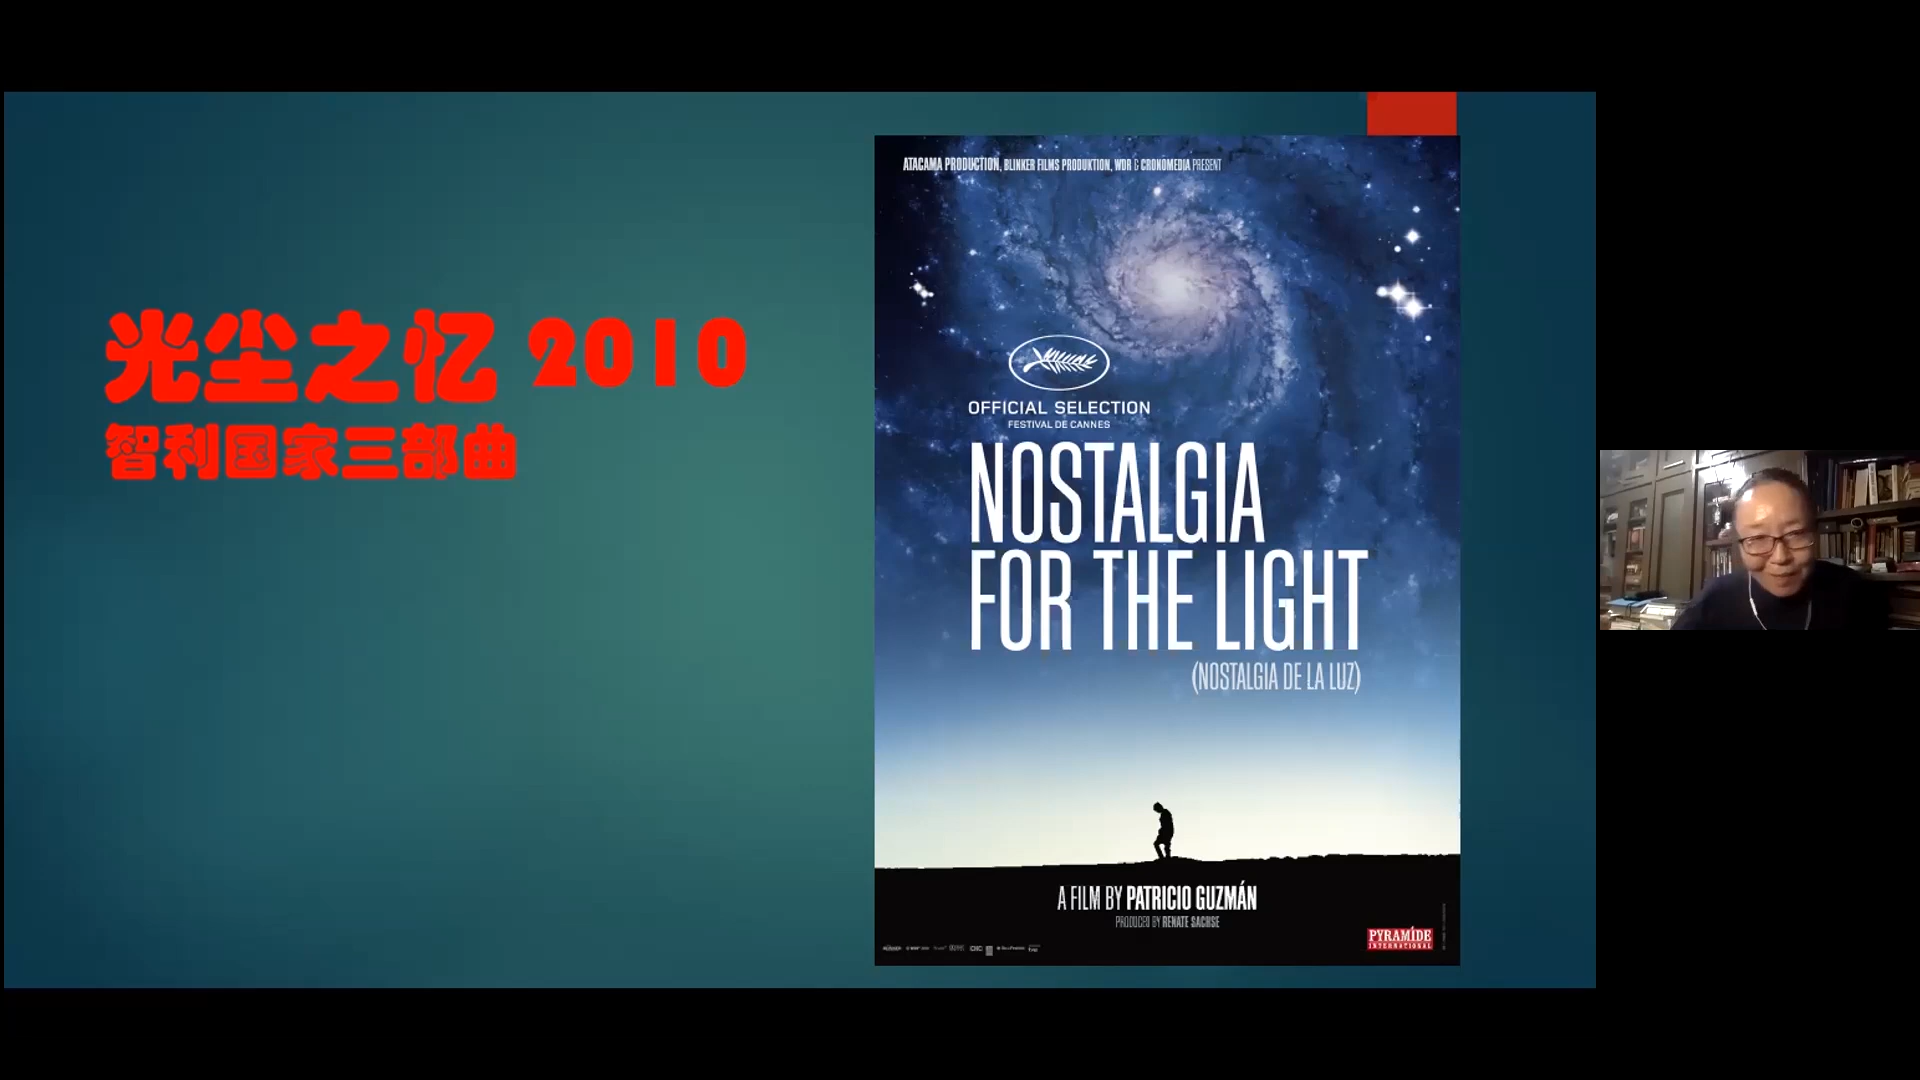 光尘之忆 2010
智利国家三部曲
ATACAMA PRODUCTION, BLINKER FILMS PRODUKTION, WDR & CRONOMEDIA PRESENT
OFFICIAL SELECTION
FESTIVAL DE CANNES
NOSTALGIA
FOR THE LIGHT
(NOSTALGIA DE LA LUZ)
A FILM BY PATRICIO GUZMÁN
PRODUCED BY RENATE SACHSE
PYRAMIDE
INTERNATIONAL